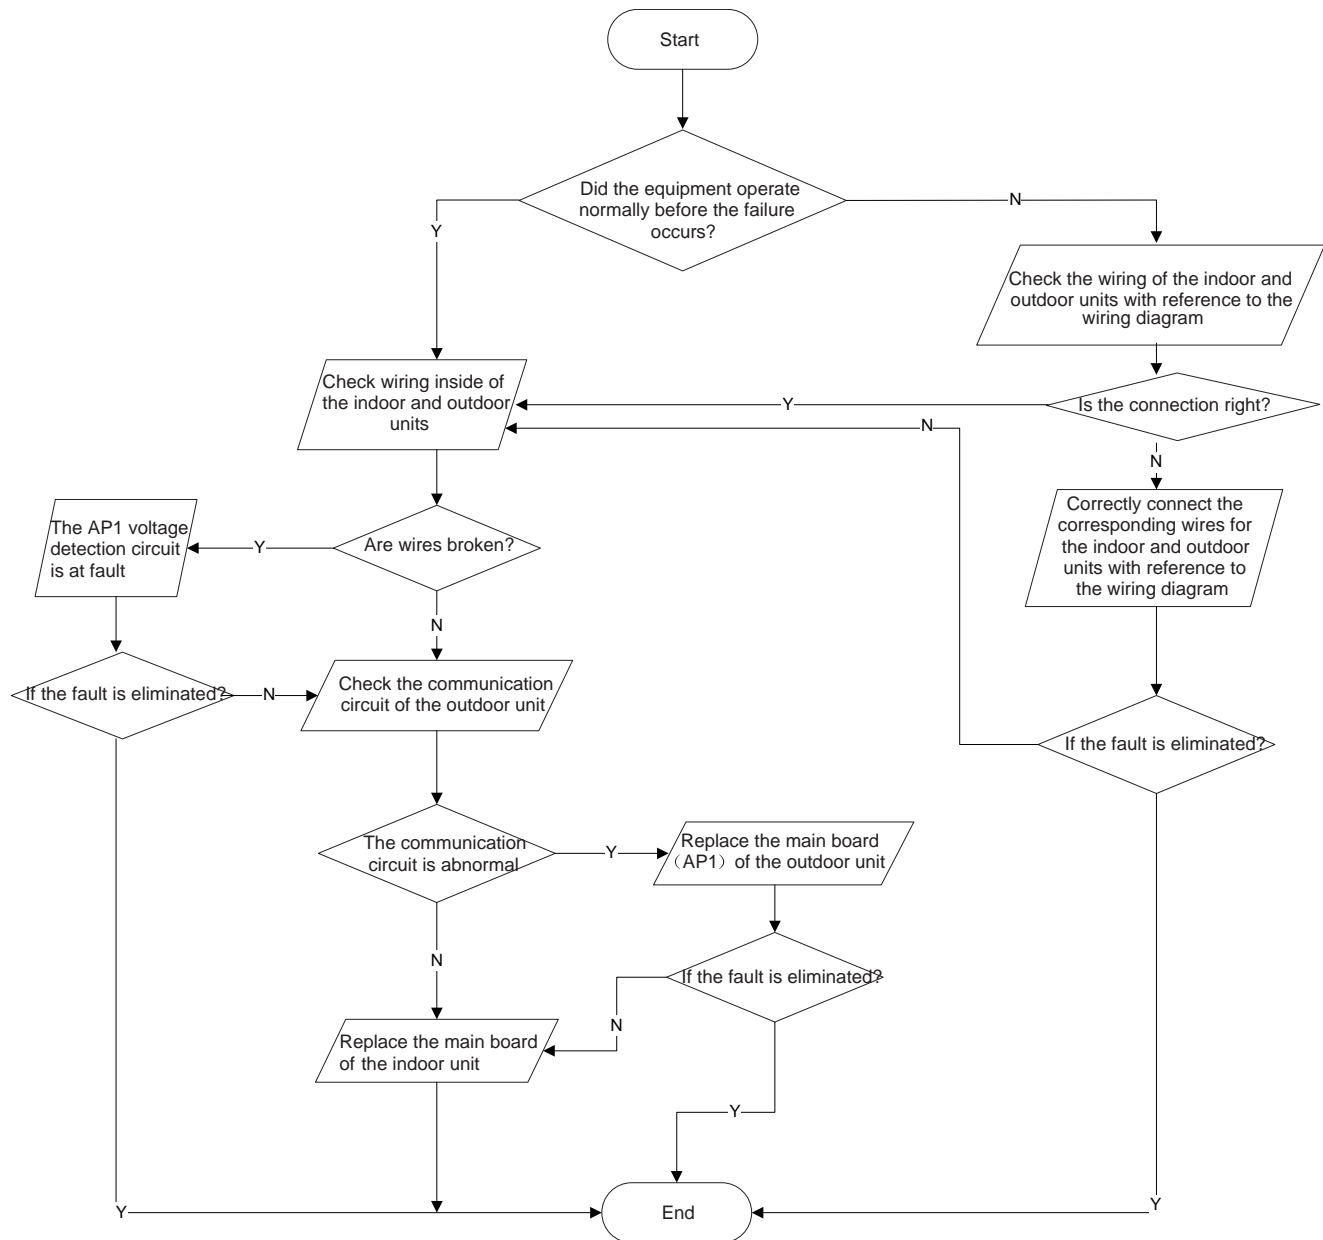 Start
Did the equipment operate
normally before the failure
occurs?
Y
N
Check the wiring of the indoor and
outdoor units with reference to the
wiring diagram
Check wiring inside of
the indoor and outdoor
units
Y
Is the connection right?
N
N
The AP1 voltage
detection circuit
is at fault
Y
Are wires broken?
Correctly connect the
corresponding wires for
the indoor and outdoor
units with reference to
the wiring diagram
N
If the fault is eliminated?
N
Check the communication
circuit of the outdoor unit
If the fault is eliminated?
The communication
circuit is abnormal
Y
Replace the main board
（AP1）of the outdoor unit
N
If the fault is eliminated?
N
Replace the main board
of the indoor unit
Y
Y
End
Y